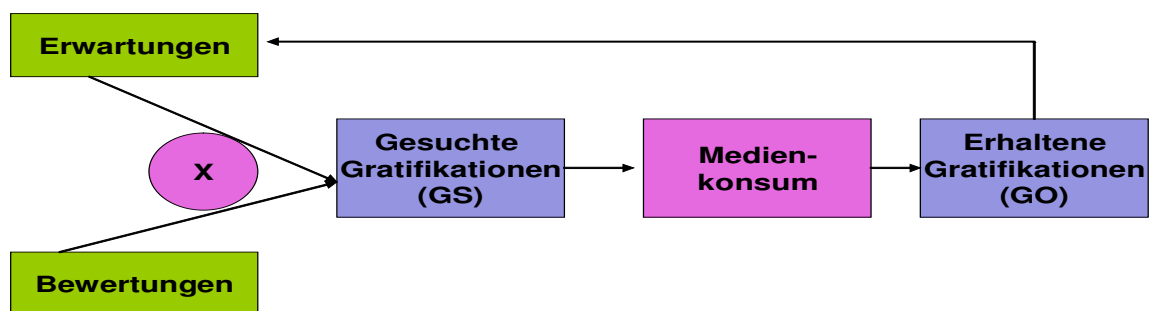 Erwartungen
X
Gesuchte
Gratifikationen
(GS)
Medien-
konsum
Erhaltene
Gratifikationen
(GO)
Bewertungen